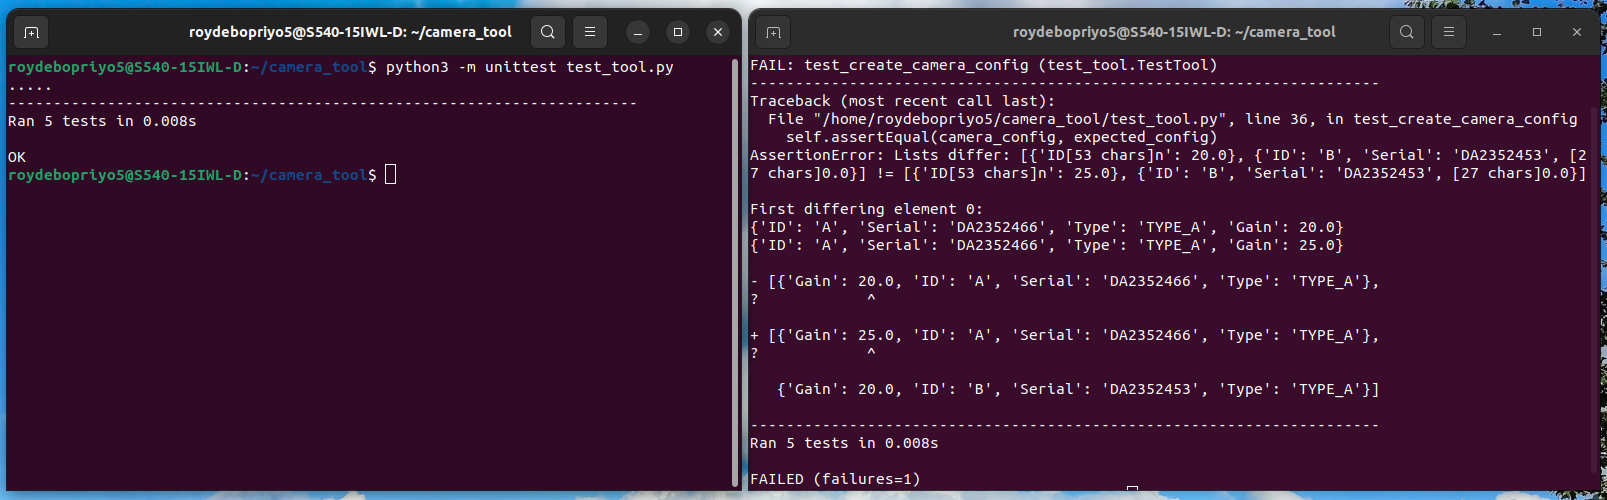 roydebopriyo5@S540-15IWL-D: ~/camera_tool
roydebopriyo5@S540-15IWL-D:~/camera_tool$ python3 -m unittest test_tool.py
.....
----------------------------------------------------------------------
Ran 5 tests in 0.008s
OK
roydebopriyo5@S540-15IWL-D:~/camera_tool$
roydebopriyo5@S540-15IWL-D: ~/camera_tool
FAIL: test_create_camera_config (test_tool.TestTool)
----------------------------------------------------------------------
Traceback (most recent call last):
  File "/home/roydebopriyo5/camera_tool/test_tool.py", line 36, in test_create_camera_config
    self.assertEqual(camera_config, expected_config)
AssertionError: Lists differ: [{'ID[53 chars]n': 20.0}, {'ID': 'B', 'Serial': 'DA2352453', [2
7 chars]0.0}] != [{'ID[53 chars]n': 25.0}, {'ID': 'B', 'Serial': 'DA2352453', [27 chars]0.0}]
First differing element 0:
{'ID': 'A', 'Serial': 'DA2352466', 'Type': 'TYPE_A', 'Gain': 20.0}
{'ID': 'A', 'Serial': 'DA2352466', 'Type': 'TYPE_A', 'Gain': 25.0}
- [{'Gain': 20.0, 'ID': 'A', 'Serial': 'DA2352466', 'Type': 'TYPE_A'},
?            ^
+ [{'Gain': 25.0, 'ID': 'A', 'Serial': 'DA2352466', 'Type': 'TYPE_A'},
?            ^
   {'Gain': 20.0, 'ID': 'B', 'Serial': 'DA2352453', 'Type': 'TYPE_A'}]
----------------------------------------------------------------------
Ran 5 tests in 0.008s
FAILED (failures=1)